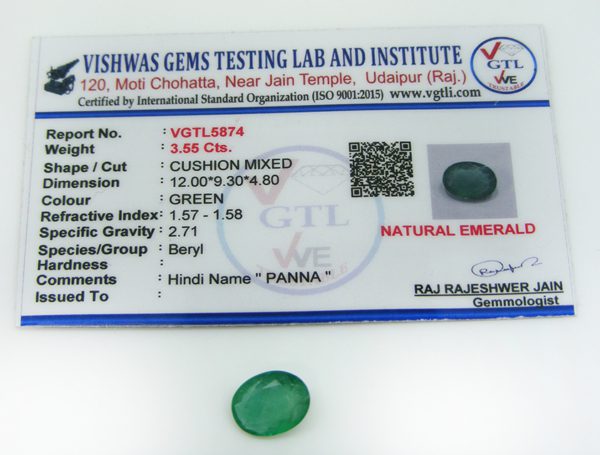 VISHWAS GEMS TESTING LAB AND INSTITUTE
120, Moti Chohatta, Near Jain Temple, Udaipur (Raj.)
Certified by International Standard Organization (ISO 9001:2015) www.vgtli.com
V GTL
WE
TRUSTABLE
Report No. : VGTL5874
Weight : 3.55 Cts.
Shape / Cut : CUSHION MIXED
Dimension : 12.00*9.30*4.80
Colour : GREEN
Refractive Index : 1.57 - 1.58
Specific Gravity : 2.71
Species/Group : Beryl
Hardness :
Comments : Hindi Name " PANNA "
Issued To :
GTL
WE
NATURAL EMERALD
RAJ RAJESHWER JAIN
Gemmologist